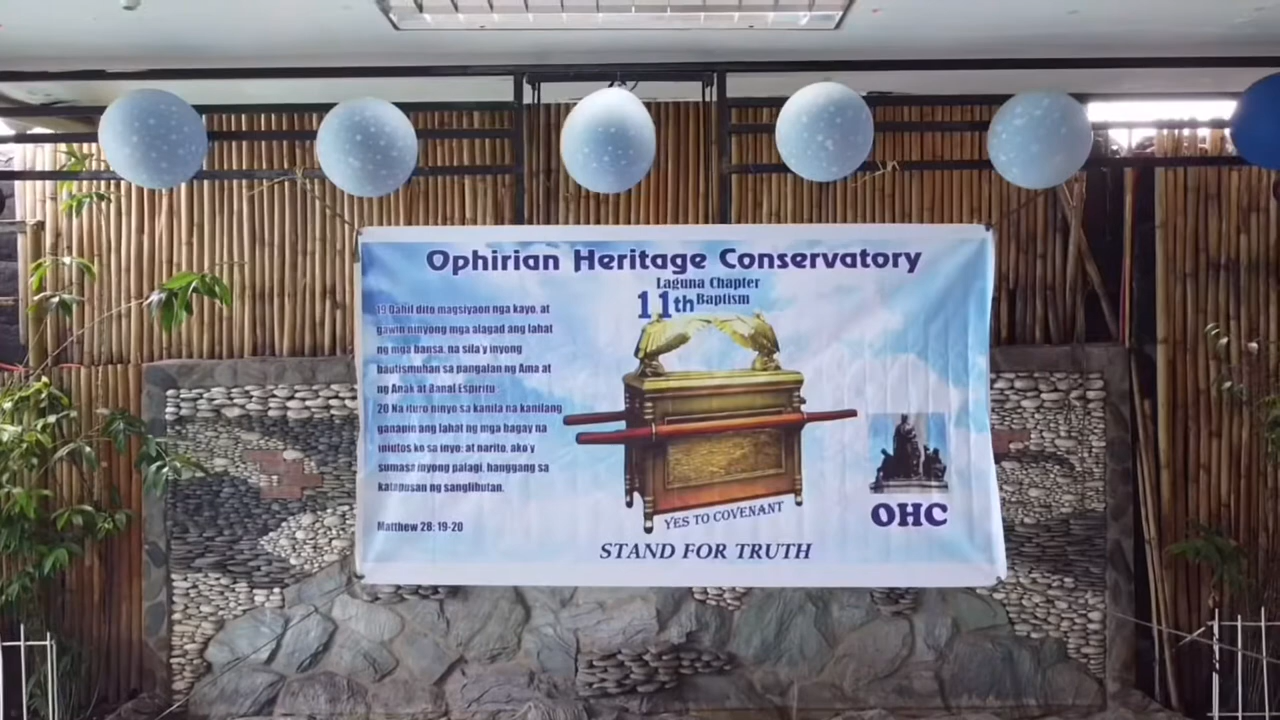 Ophirian Heritage Conservatory
Laguna Chapter
11th Baptism
19 Dahil dito magsiyaon nga kayo, at
gawin ninyong mga alagad ang lahat
ng mga bansa, na sila'y inyong
bautismuhan sa pangalan ng Ama at
ng Anak at Banal Espiritu :
20 Na ituro ninyo sa kanila na kanilang
ganapin ang lahat ng mga bagay na
iniutos ko sa inyo: at narito, ako'y
sumasa inyong palagi, hanggang sa
katapusan ng sanglibutan.
Matthew 28: 19-20
YES TO COVENANT
STAND FOR TRUTH
OHC